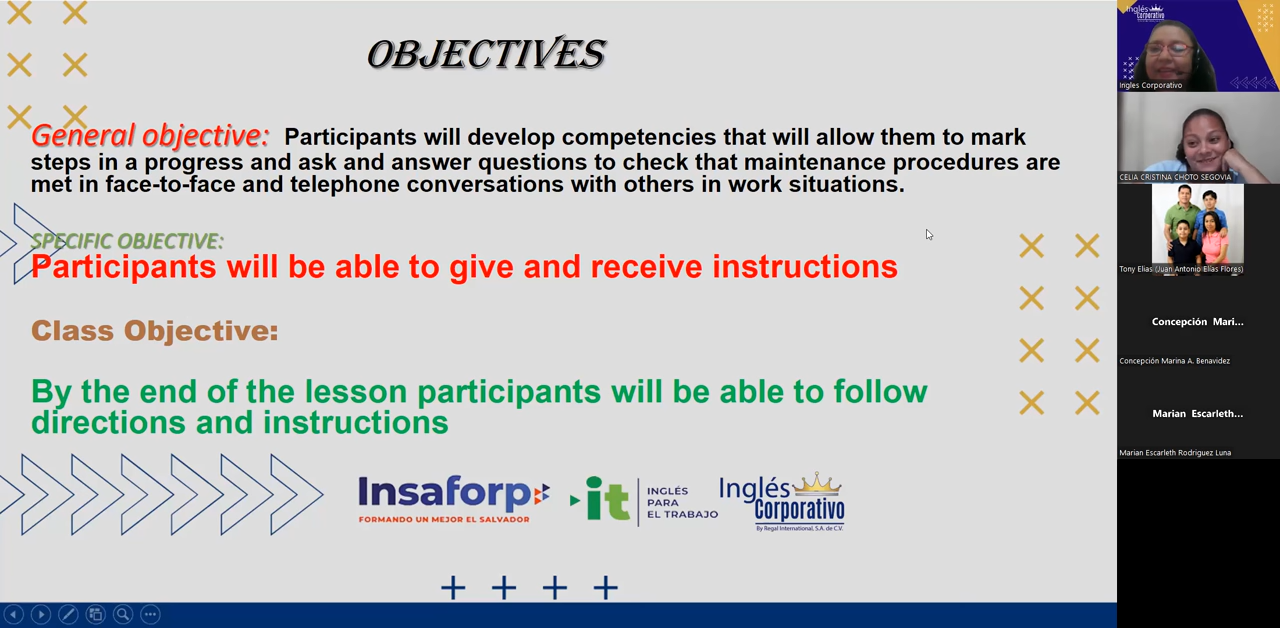 OBJECTIVES
General objective: Participants will develop competencies that will allow them to mark
steps in a progress and ask and answer questions to check that maintenance procedures are
met in face-to-face and telephone conversations with others in work situations.
SPECIFIC OBJECTIVE:
Participants will be able to give and receive instructions
Class Objective:
By the end of the lesson participants will be able to follow
directions and instructions
Insaforp
FORMANDO UN MEJOR EL SALVADOR
it
INGLÉS
PARA
EL TRABAJO
Inglés
Corporativo
By Regal International, S.A. de C.V.
Inglés
Corporativo
Ingles Corporativo
CELIA CRISTINA CHOTO SEGOVIA
Tony Elias (Juan Antonio Elias Flores)
Concepción Mari...
Concepción Marina A. Benavidez
Marian Escarleth...
Marian Escarleth Rodriguez Luna